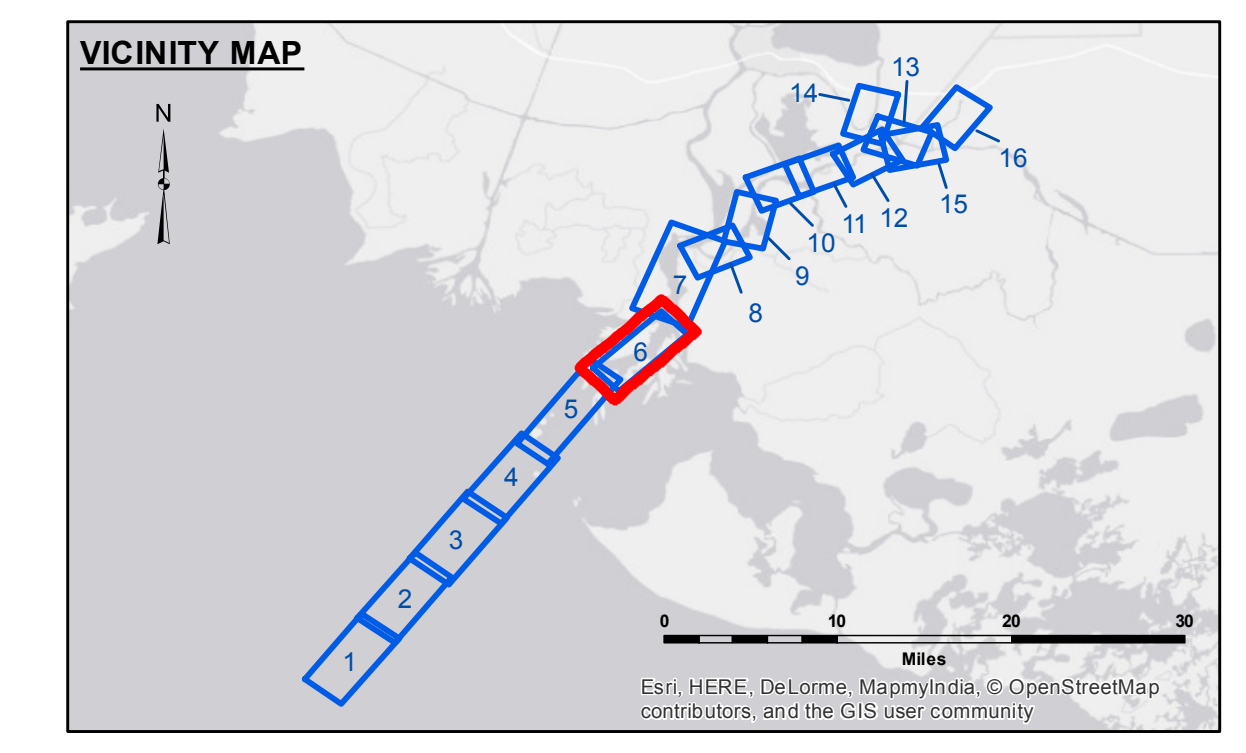 VICINITY MAP
N
13
14
16
15
12
11
10
9
8
7
6
5
4
3
2
1
0 10 20 30
Miles
Esri, HERE, DeLorme, MapmyIndia, © OpenStreetMap
contributors, and the GIS user community